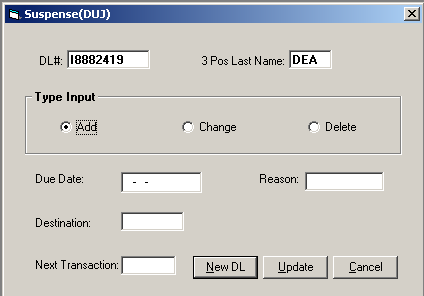 Suspense(DUJ)
DL#: I8882419 3 Pos Last Name: DEA
Type Input
Add Change Delete
Due Date: - - Reason:
Destination:
Next Transaction: New DL Update Cancel